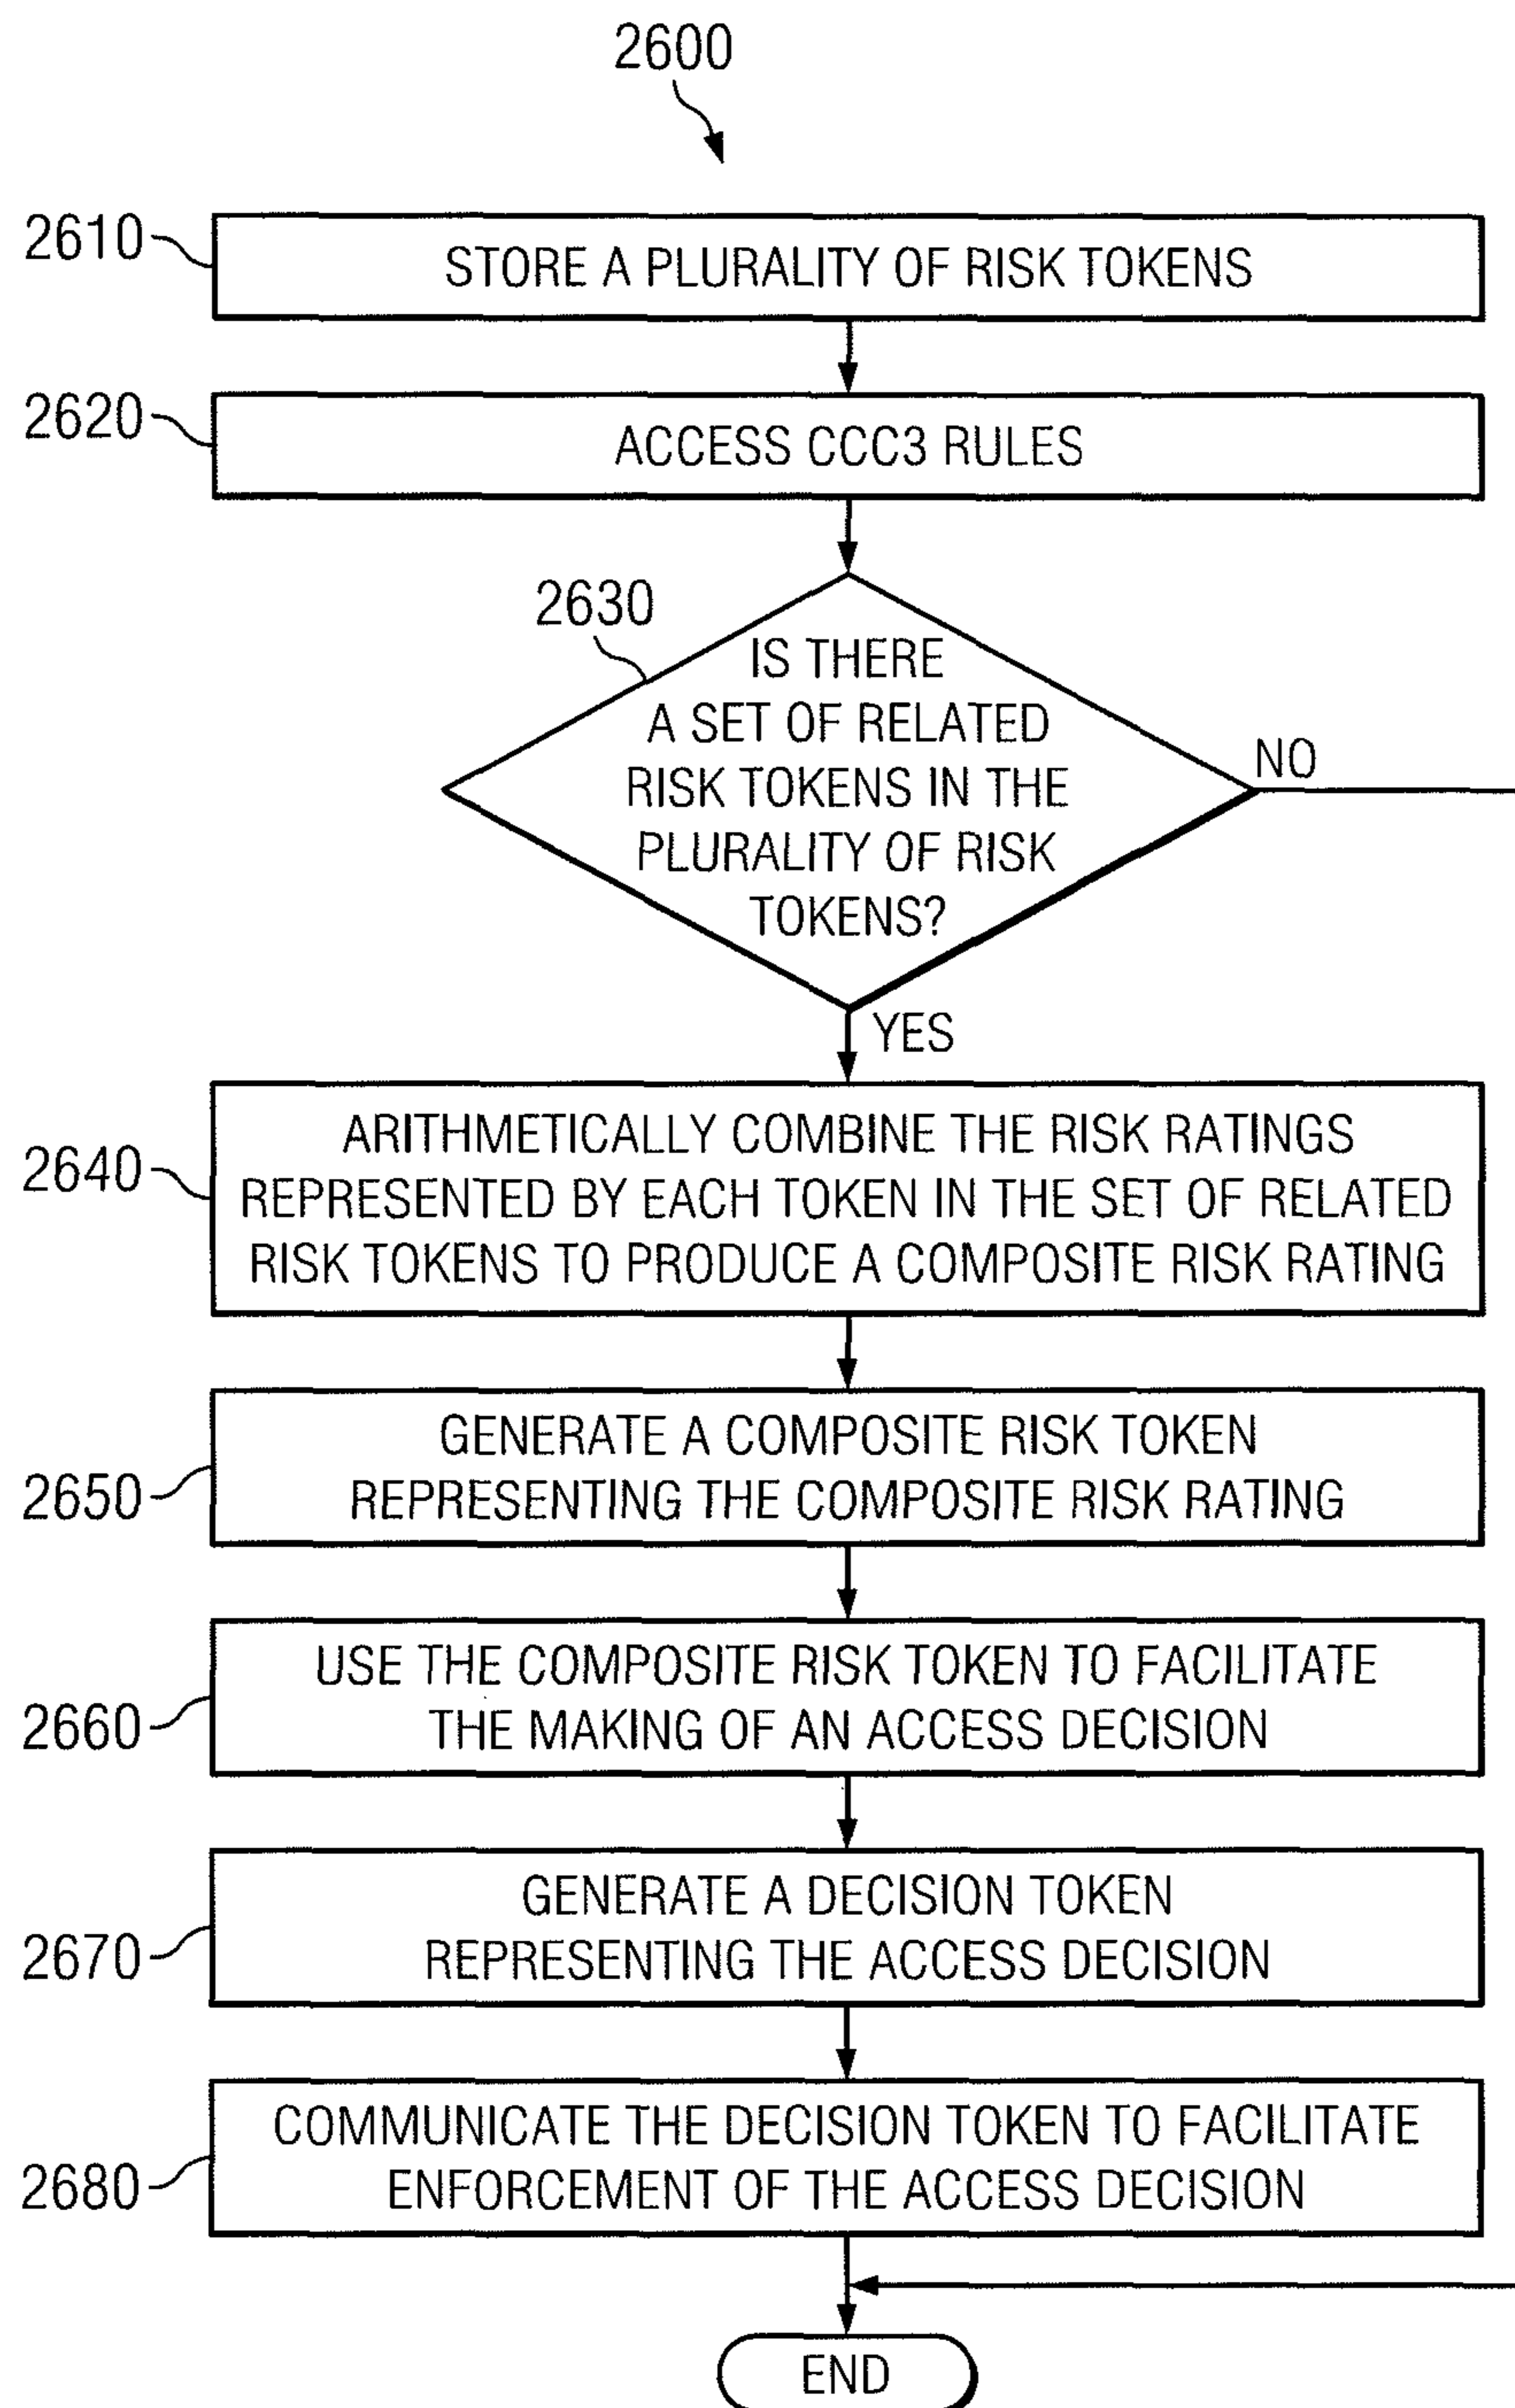 2600
2610
STORE A PLURALITY OF RISK TOKENS
2620
ACCESS CCC3 RULES
2630
IS THERE
A SET OF RELATED
RISK TOKENS IN THE
PLURALITY OF RISK
TOKENS?
NO
YES
2640
ARITHMETICALLY COMBINE THE RISK RATINGS
REPRESENTED BY EACH TOKEN IN THE SET OF RELATED
RISK TOKENS TO PRODUCE A COMPOSITE RISK RATING
2650
GENERATE A COMPOSITE RISK TOKEN
REPRESENTING THE COMPOSITE RISK RATING
2660
USE THE COMPOSITE RISK TOKEN TO FACILITATE
THE MAKING OF AN ACCESS DECISION
2670
GENERATE A DECISION TOKEN
REPRESENTING THE ACCESS DECISION
2680
COMMUNICATE THE DECISION TOKEN TO FACILITATE
ENFORCEMENT OF THE ACCESS DECISION
END